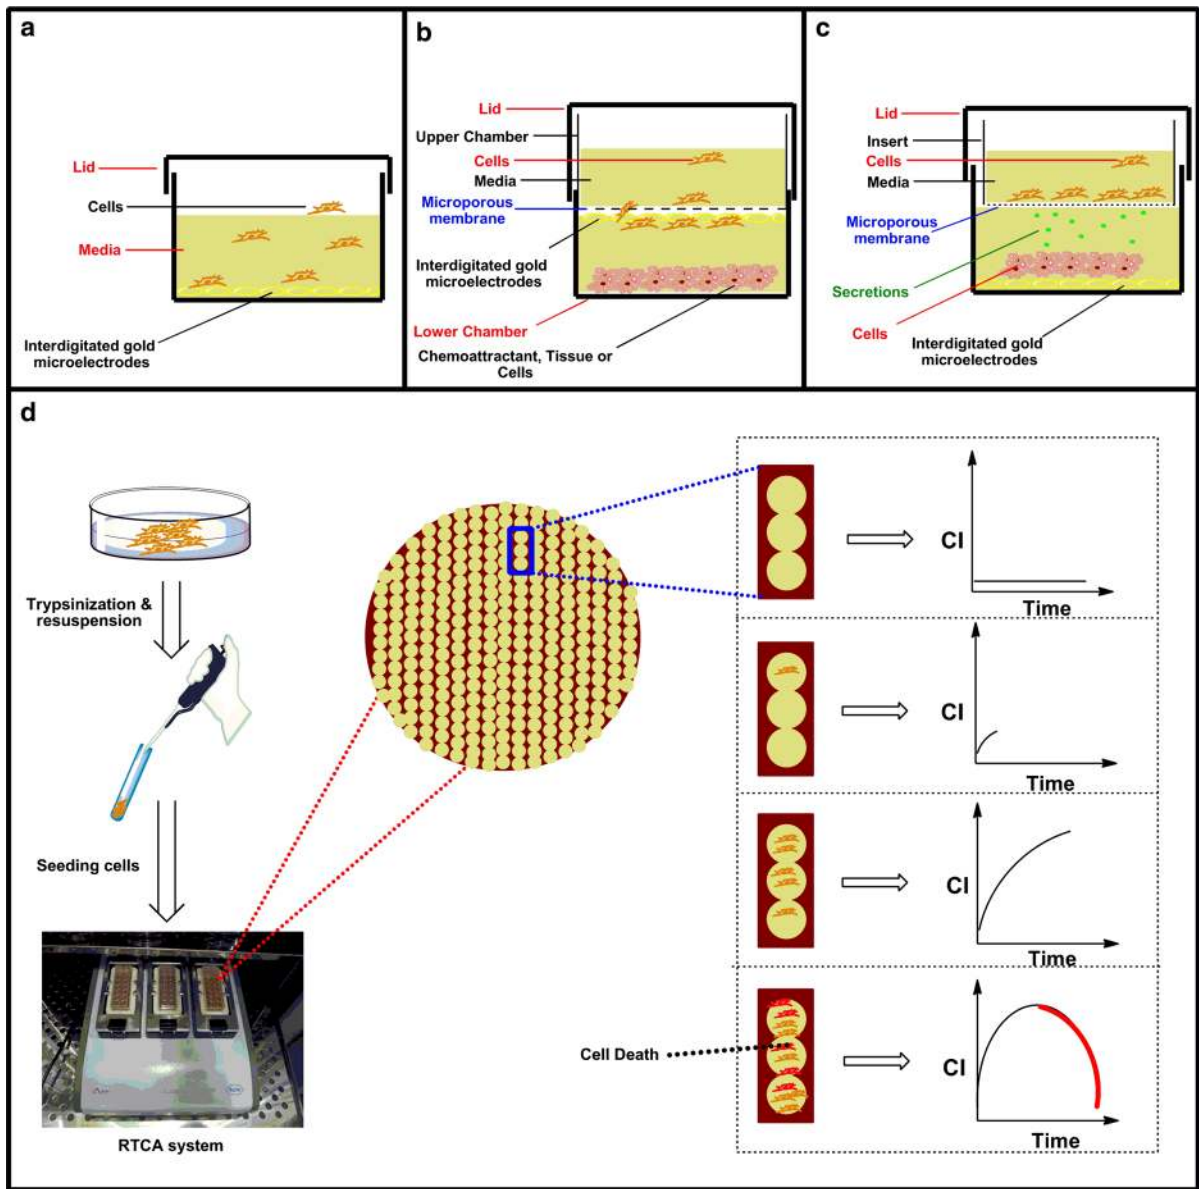 a
Lid
Cells
Media
Interdigitated gold
microelectrodes
b
Lid
Upper Chamber
Cells
Media
Microporous
membrane
Interdigitated gold
microelectrodes
Lower Chamber
Chemoattractant, Tissue or
Cells
c
Lid
Insert
Cells
Media
Microporous
membrane
Secretions
Cells
Interdigitated gold
microelectrodes
d
Trypsinization &
resuspension
Seeding cells
RTCA system
CI
Time
CI
Time
CI
Time
Cell Death
CI
Time